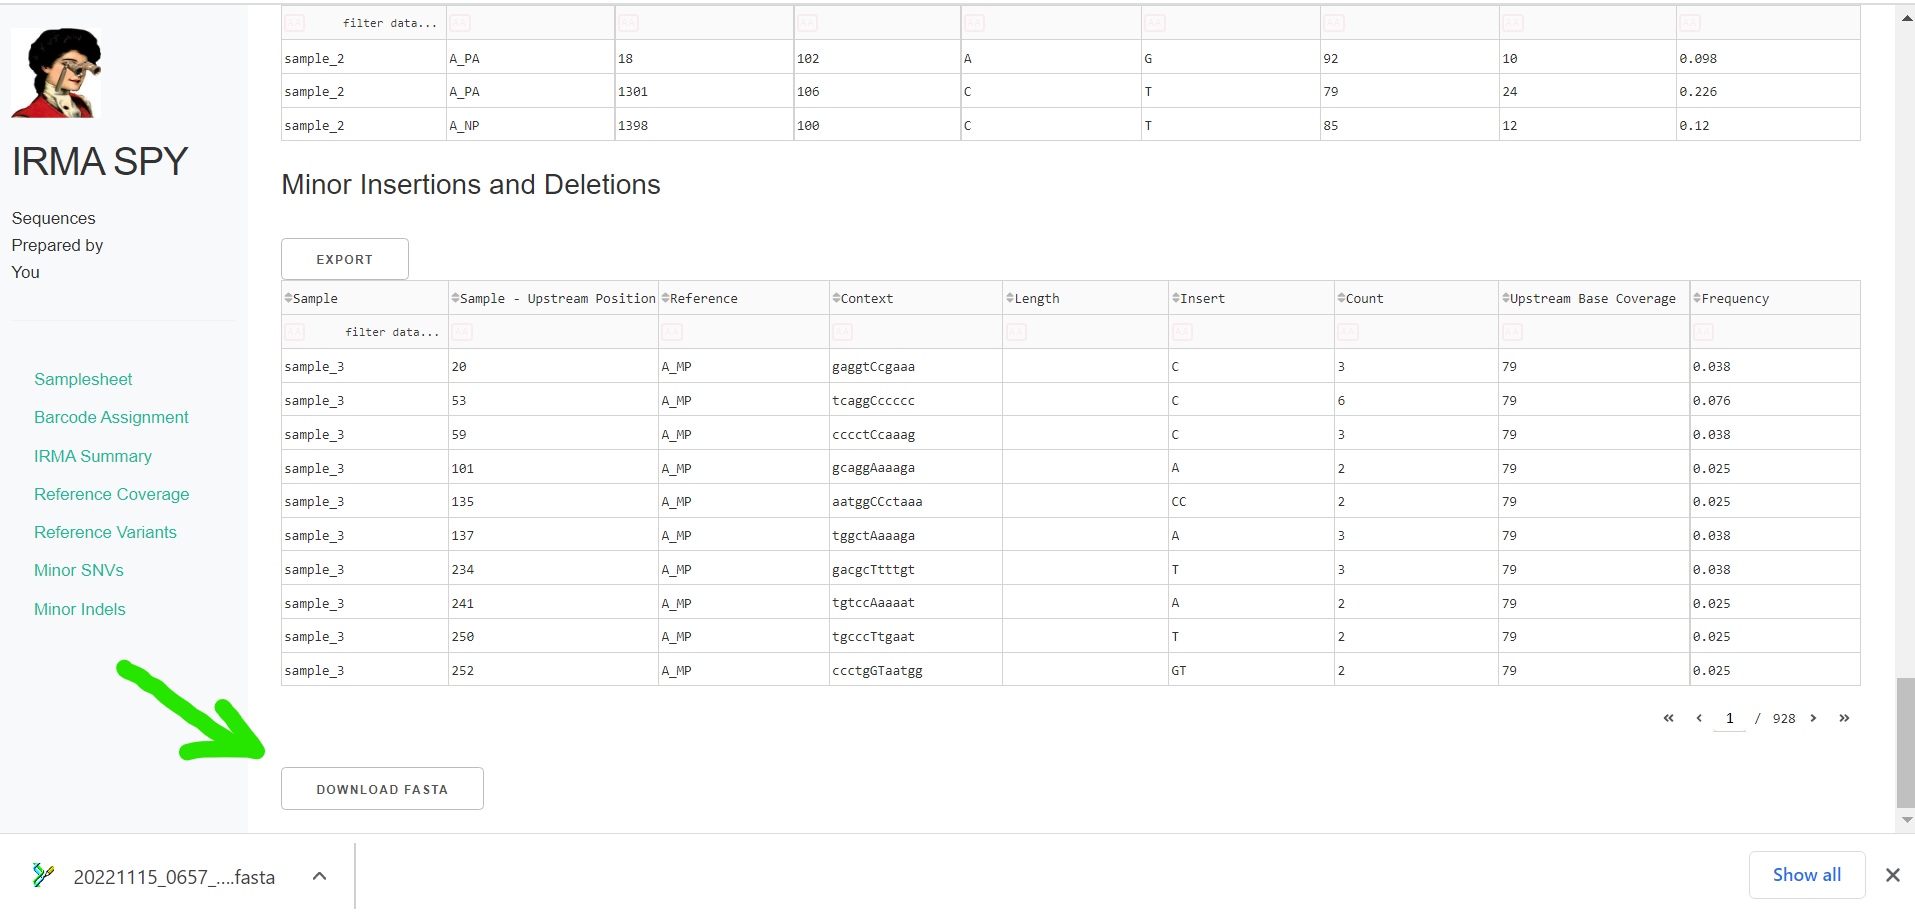 filter data...
sample_2 A_PA 18 102 A G 92 10 0.098
sample_2 A_PA 1301 106 C T 79 24 0.226
sample_2 A_NP 1398 100 C T 85 12 0.12
IRMA SPY
Sequences
Prepared by
You
Samplesheet
Barcode Assignment
IRMA Summary
Reference Coverage
Reference Variants
Minor SNVs
Minor Indels
Minor Insertions and Deletions
EXPORT
Sample Sample - Upstream Position Reference Context Length Insert Count Upstream Base Coverage Frequency
filter data...
sample_3 20 A_MP gaggtCcgaaa C 3 79 0.038
sample_3 53 A_MP tcaggCccccc C 6 79 0.076
sample_3 59 A_MP cccctCcaaag C 3 79 0.038
sample_3 101 A_MP gcaggAaaaga A 2 79 0.025
sample_3 135 A_MP aatggCCctaaa CC 2 79 0.025
sample_3 137 A_MP tggctAaaaga A 3 79 0.038
sample_3 234 A_MP gacgcTtttgt T 3 79 0.038
sample_3 241 A_MP tgtccAaaaat A 2 79 0.025
sample_3 250 A_MP tgcccTtgaat T 2 79 0.025
sample_3 252 A_MP ccctgGTaatgg GT 2 79 0.025
« ‹ 1 / 928 › »
DOWNLOAD FASTA
20221115_0657_....fasta
Show all